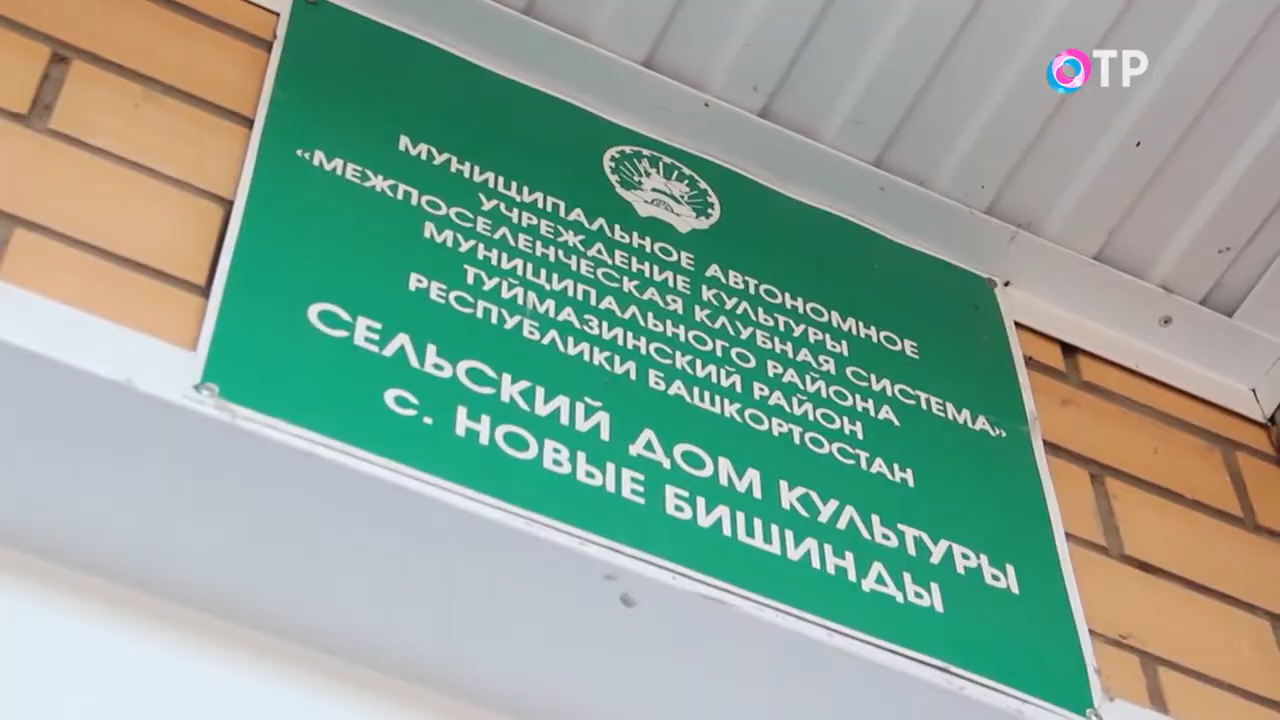 ОТР
МУНИЦИПАЛЬНОЕ АВТОНОМНОЕ
УЧРЕЖДЕНИЕ КУЛЬТУРЫ
«МЕЖПОСЕЛЕНЧЕСКАЯ КЛУБНАЯ СИСТЕМА»
МУНИЦИПАЛЬНОГО РАЙОНА
ТУЙМАЗИНСКИЙ РАЙОН
РЕСПУБЛИКИ БАШКОРТОСТАН
СЕЛЬСКИЙ ДОМ КУЛЬТУРЫ
с. НОВЫЕ БИШИНДЫ